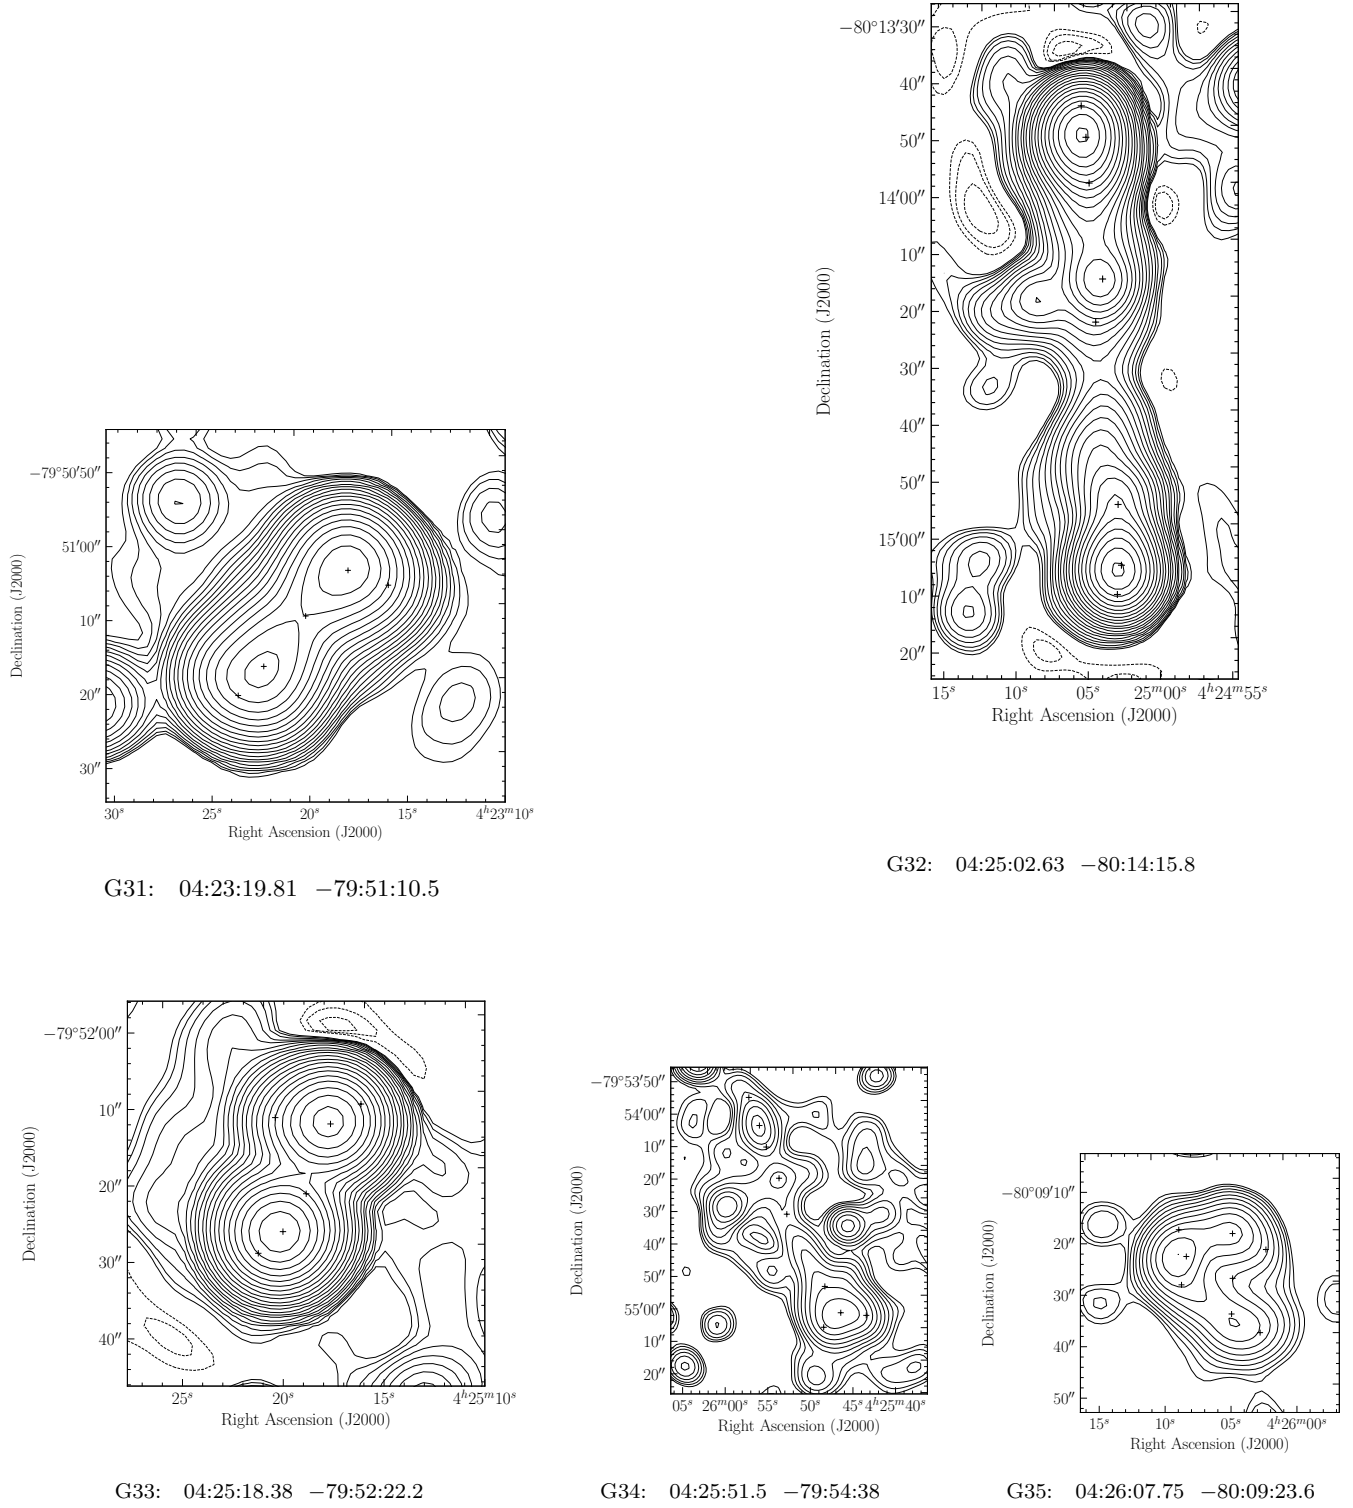 −80°13′30″
40″
50″
14′00″
10″
20″
30″
40″
50″
15′00″
10″
20″
Declination (J2000)
15ˢ 10ˢ 05ˢ 25ᵐ00ˢ 4ʰ24ᵐ55ˢ
Right Ascension (J2000)
G32: 04:25:02.63 −80:14:15.8
−79°50′50″
51′00″
10″
20″
30″
Declination (J2000)
30ˢ 25ˢ 20ˢ 15ˢ 4ʰ23ᵐ10ˢ
Right Ascension (J2000)
G31: 04:23:19.81 −79:51:10.5
−79°52′00″
10″
20″
30″
40″
Declination (J2000)
25ˢ 20ˢ 15ˢ 4ʰ25ᵐ10ˢ
Right Ascension (J2000)
G33: 04:25:18.38 −79:52:22.2
−79°53′50″
54′00″
10″
20″
30″
40″
50″
55′00″
10″
20″
Declination (J2000)
05ˢ 26ᵐ00ˢ 55ˢ 50ˢ 45ˢ 4ʰ25ᵐ40ˢ
Right Ascension (J2000)
G34: 04:25:51.5 −79:54:38
−80°09′10″
20″
30″
40″
50″
Declination (J2000)
15ˢ 10ˢ 05ˢ 4ʰ26ᵐ00ˢ
Right Ascension (J2000)
G35: 04:26:07.75 −80:09:23.6